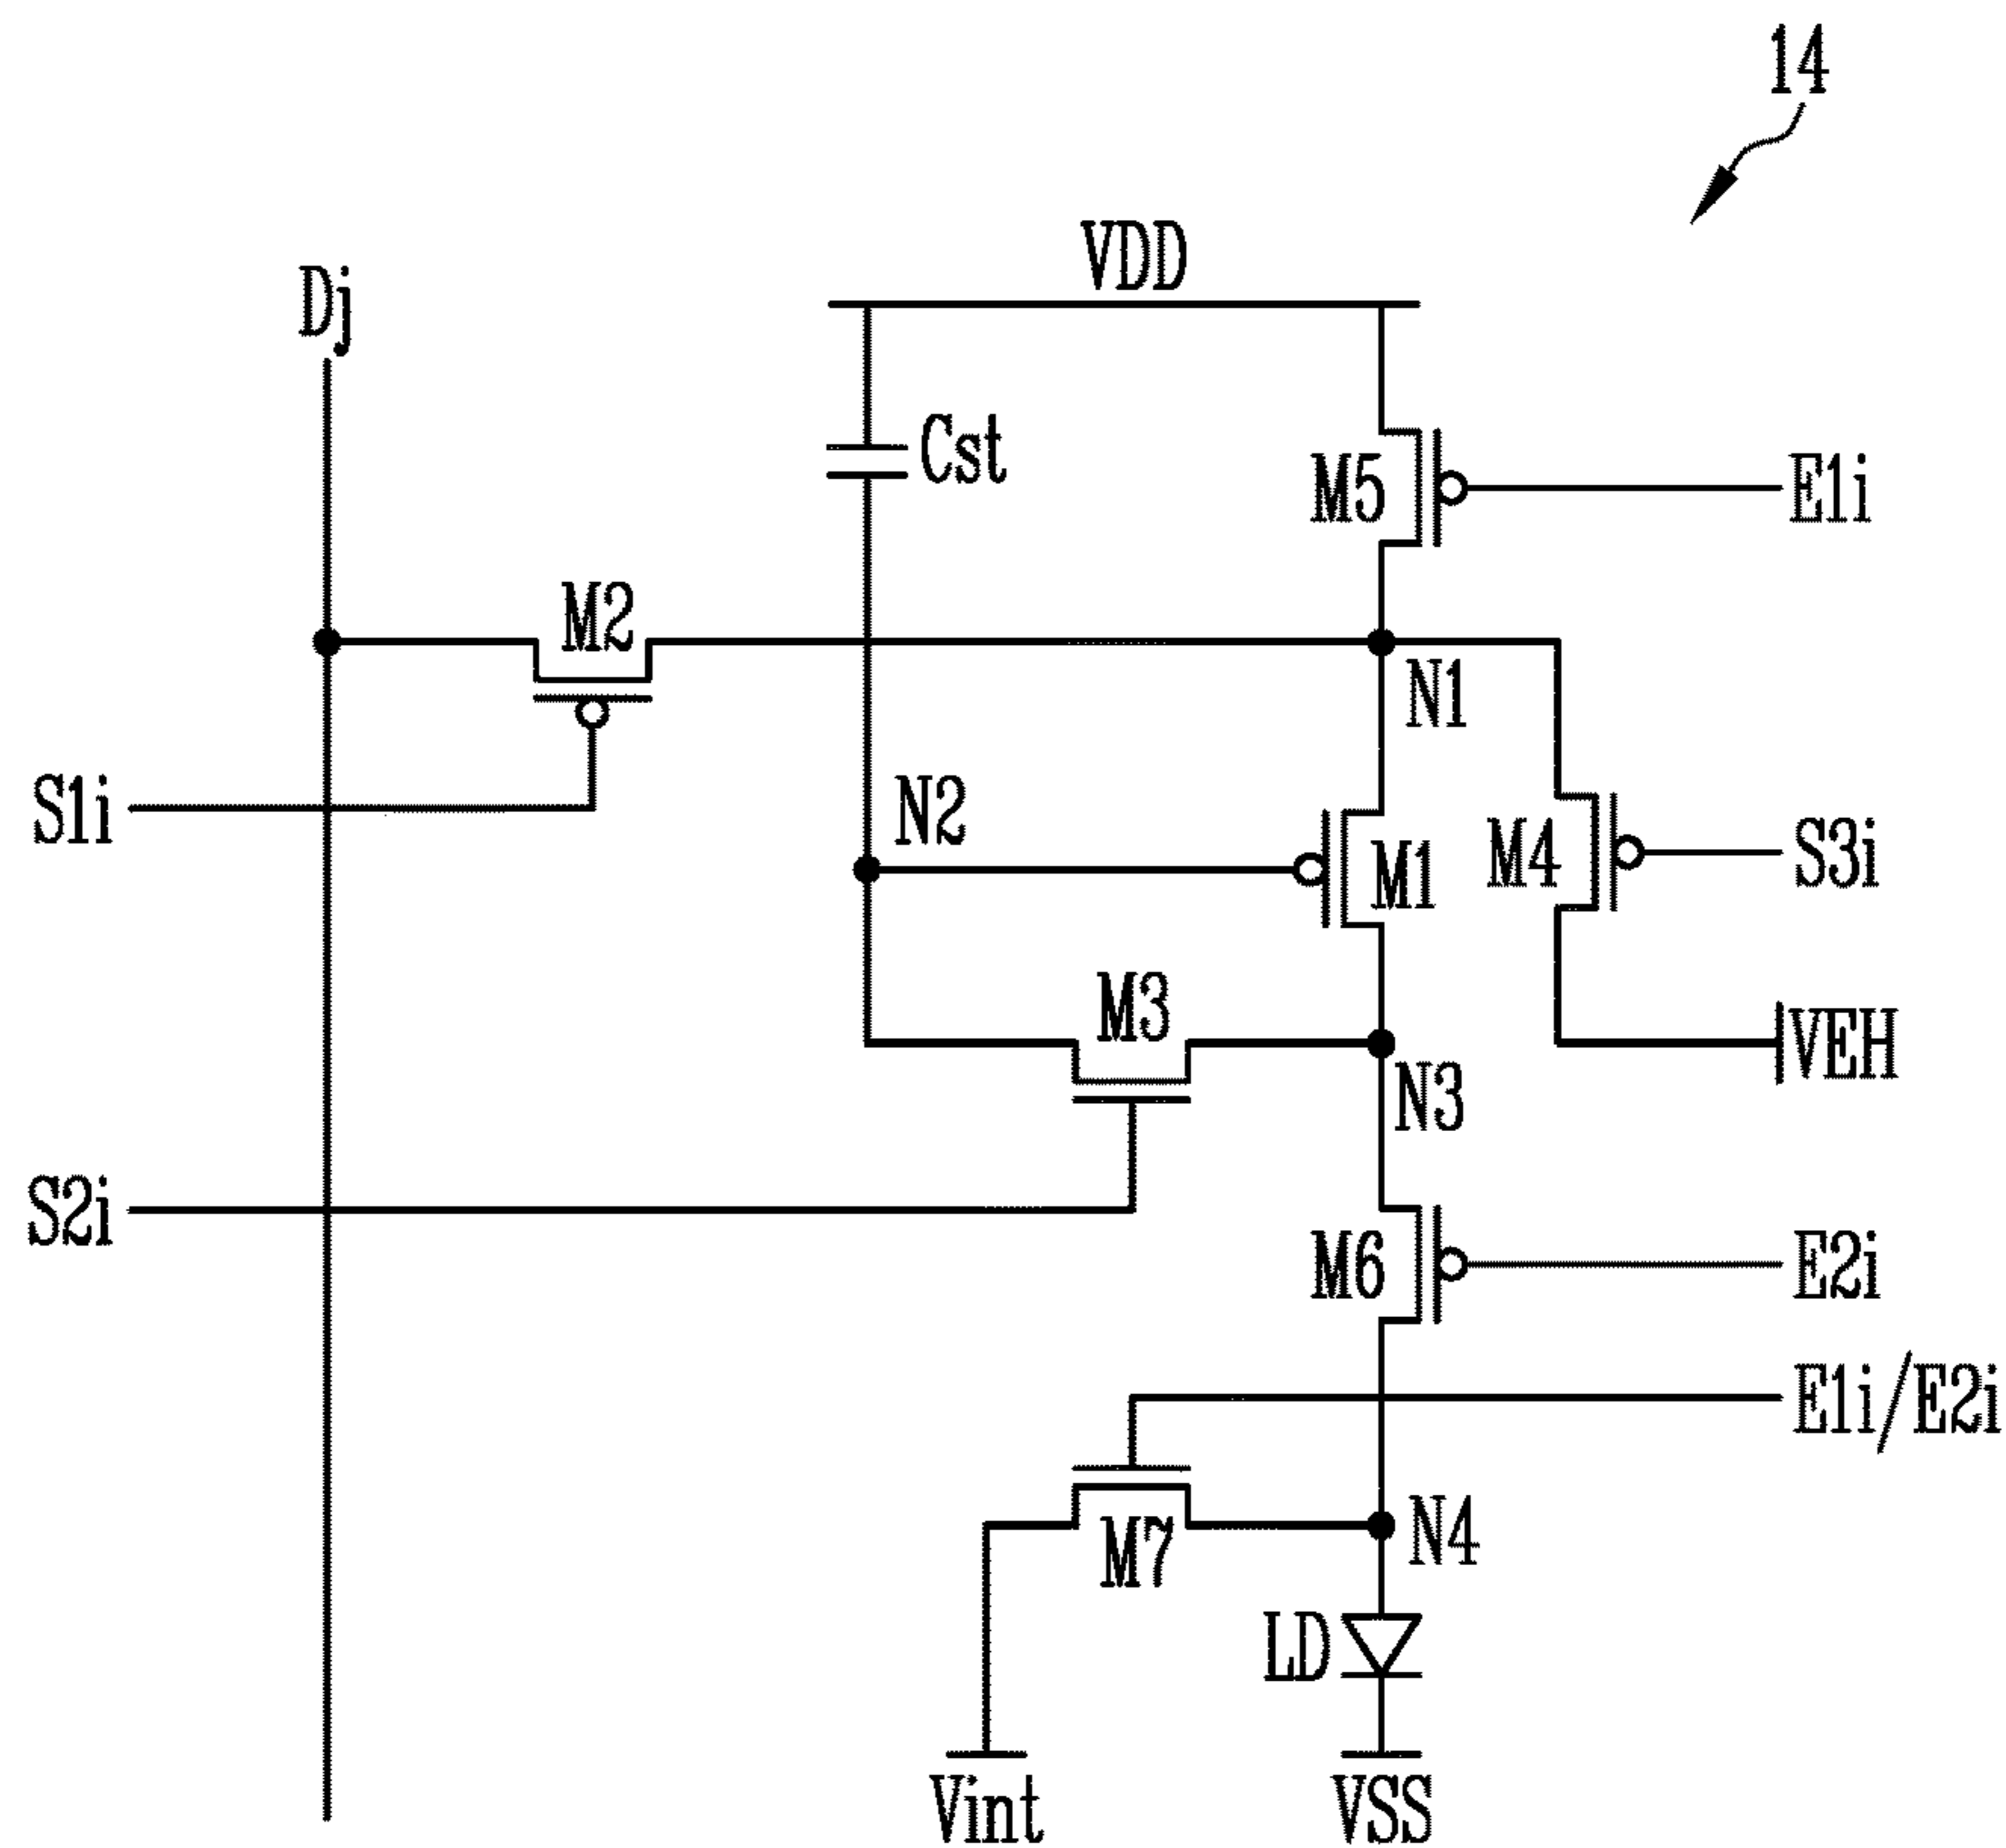 14
VDD
Dj
Cst
M5
E1i
M2
N1
S1i
N2
M1
M4
S3i
M3
VEH
N3
S2i
M6
E2i
E1i/E2i
M7
N4
LD
Vint
VSS